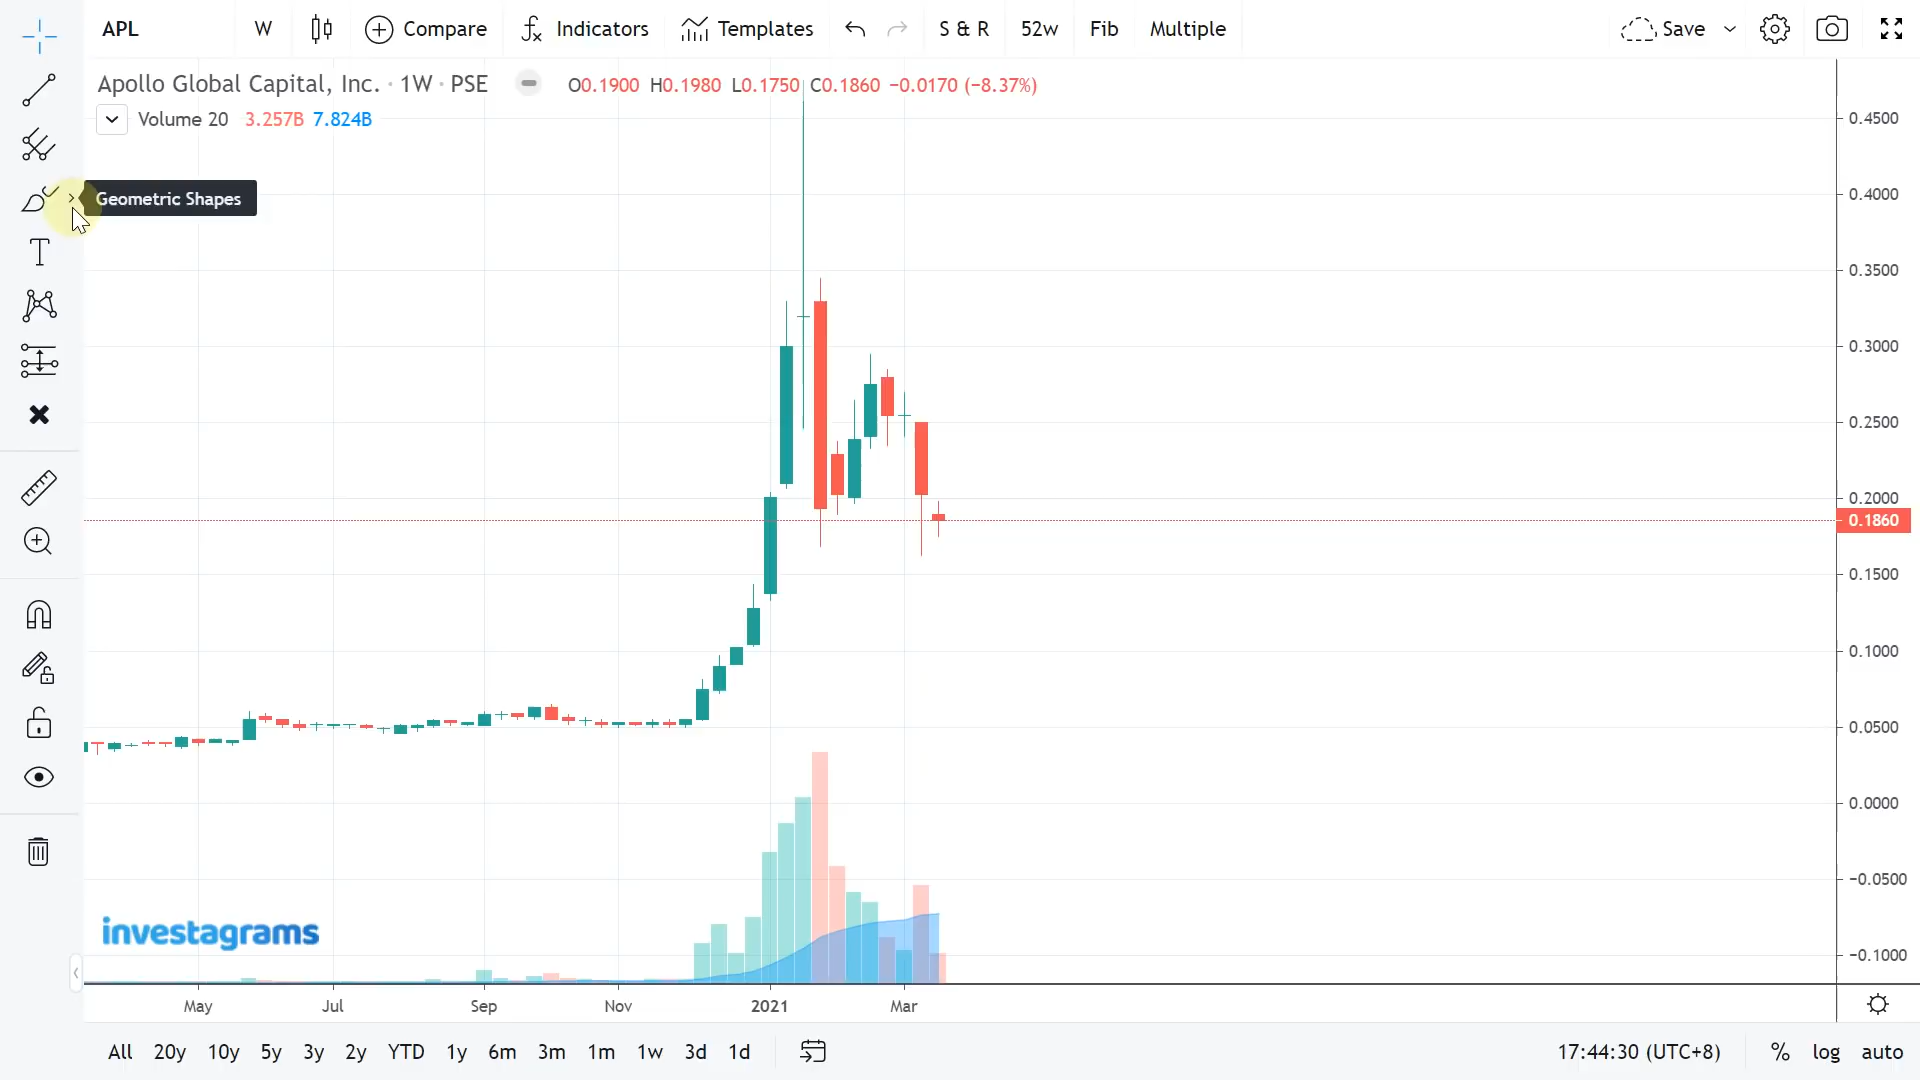 APL W Compare Indicators Templates S & R 52w Fib Multiple Save
Apollo Global Capital, Inc. · 1W · PSE O0.1900 H0.1980 L0.1750 C0.1860 −0.0170 (−8.37%)
Volume 20 3.257B 7.824B
Geometric Shapes
0.4500
0.4000
0.3500
0.3000
0.2500
0.2000
0.1860
0.1500
0.1000
0.0500
0.0000
−0.0500
−0.1000
investagrams
May Jul Sep Nov 2021 Mar
All 20y 10y 5y 3y 2y YTD 1y 6m 3m 1m 1w 3d 1d 17:44:30 (UTC+8) % log auto